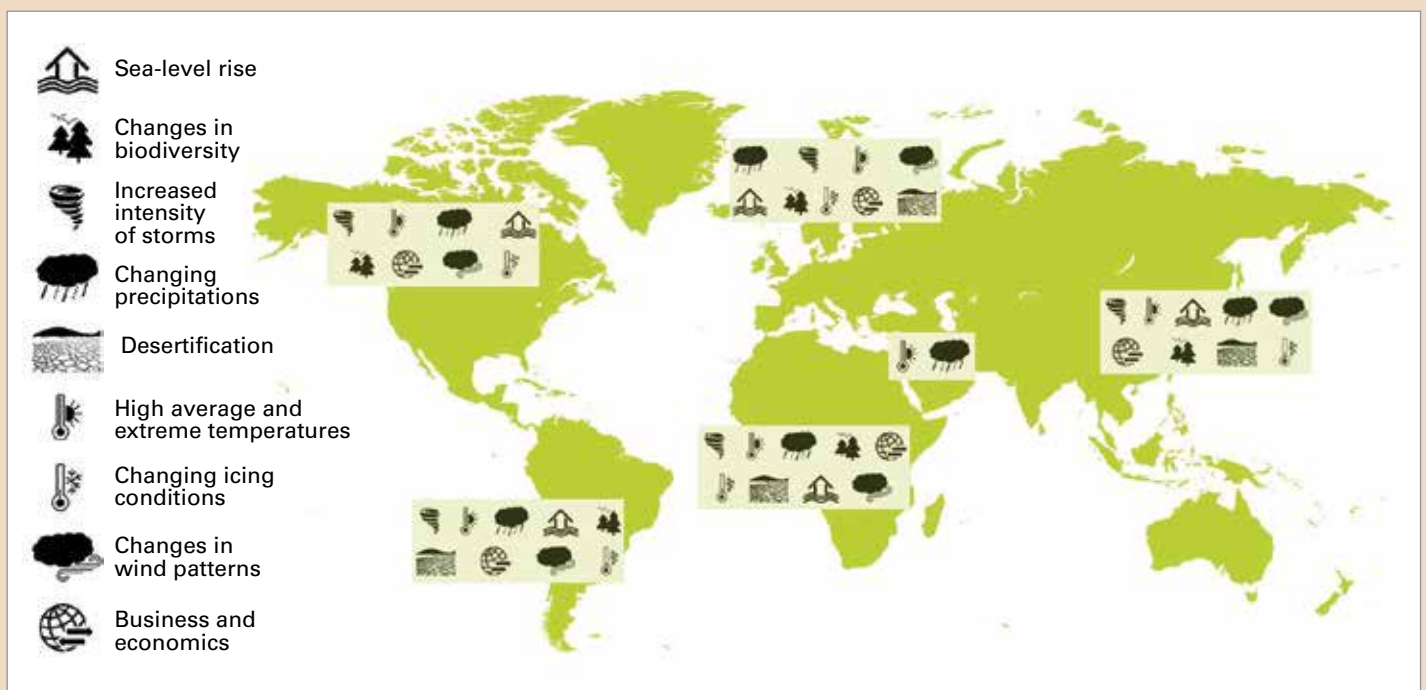 Sea-level rise
Changes in
biodiversity
Increased
intensity
of storms
Changing
precipitations
Desertification
High average and
extreme temperatures
Changing icing
conditions
Changes in
wind patterns
Business and
economics